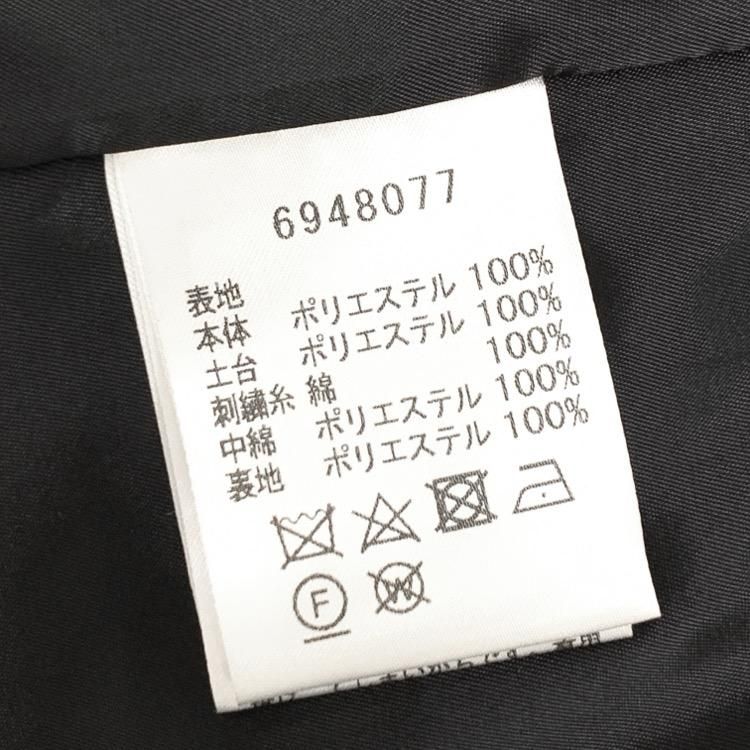 6948077
表地
本体 ポリエステル 100%
土台 ポリエステル 100%
刺繍糸 綿 100%
中綿 ポリエステル 100%
表地 ポリエステル 100%
F W